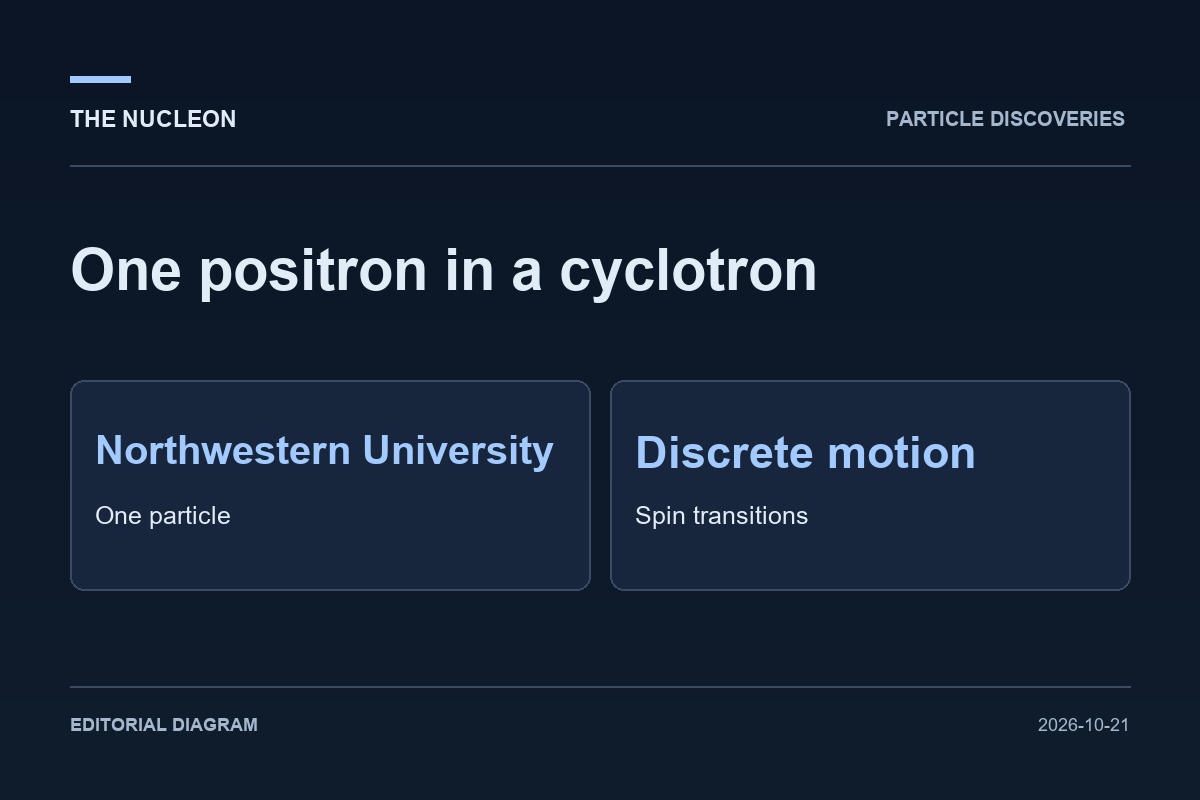 THE NUCLEON
PARTICLE DISCOVERIES
One positron in a cyclotron
Northwestern University
One particle
Discrete motion
Spin transitions
EDITORIAL DIAGRAM
2026-10-21